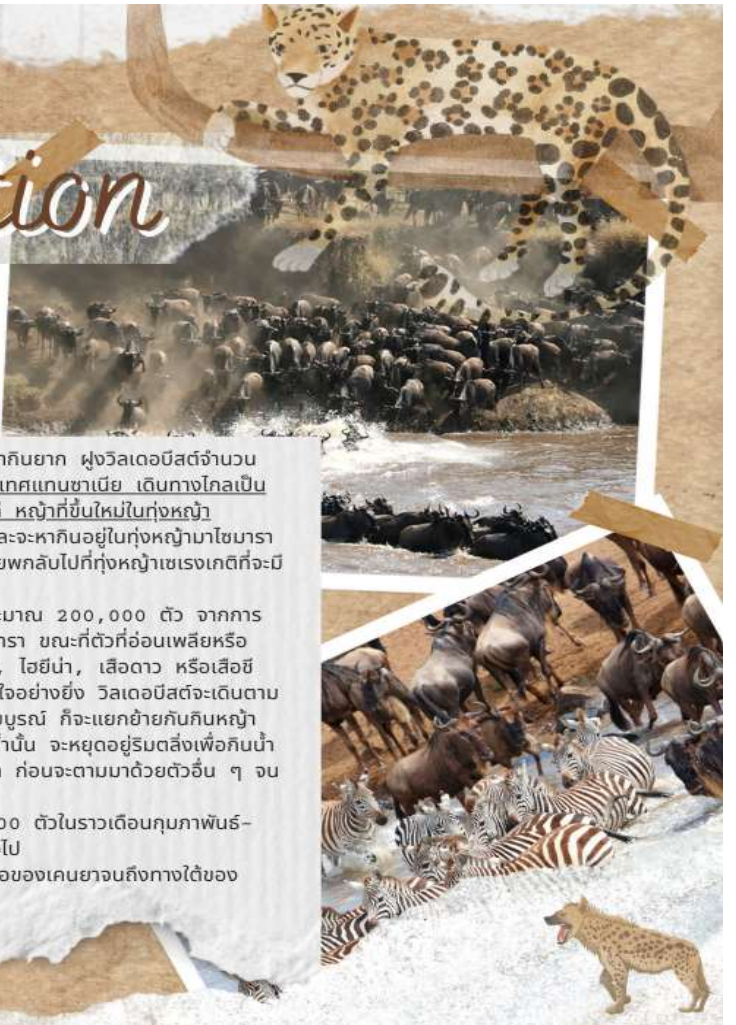 tion
ากินยาก ฝูงวิลเดอบีสต์จำนวน
เทศแทนซาเนีย เดินทางไกลเป็น
หญ้าที่ขึ้นใหม่ในทุ่งหญ้า
ละจะหากินอยู่ในทุ่งหญ้ามาไซมารา
ยพกลับไปที่ทุ่งหญ้าเซเรงเกติที่จะมี
ะมาณ 200,000 ตัว จากการ
ารา ขณะที่ตัวที่อ่อนเพลียหรือ
, ไฮยีน่า, เสือดาว หรือเสือชี
ใจอย่างยิ่ง วิลเดอบีสต์จะเดินตาม
บูรณ์ ก็จะแยกย้ายกันกินหญ้า
านั้น จะหยุดอยู่ริมตลิ่งเพื่อกินน้ำ
ก่อนจะตามมาด้วยตัวอื่น ๆ จน
00 ตัวในราวเดือนกุมภาพันธ์-
ไป
อของเคนยาจนถึงทางใต้ของ